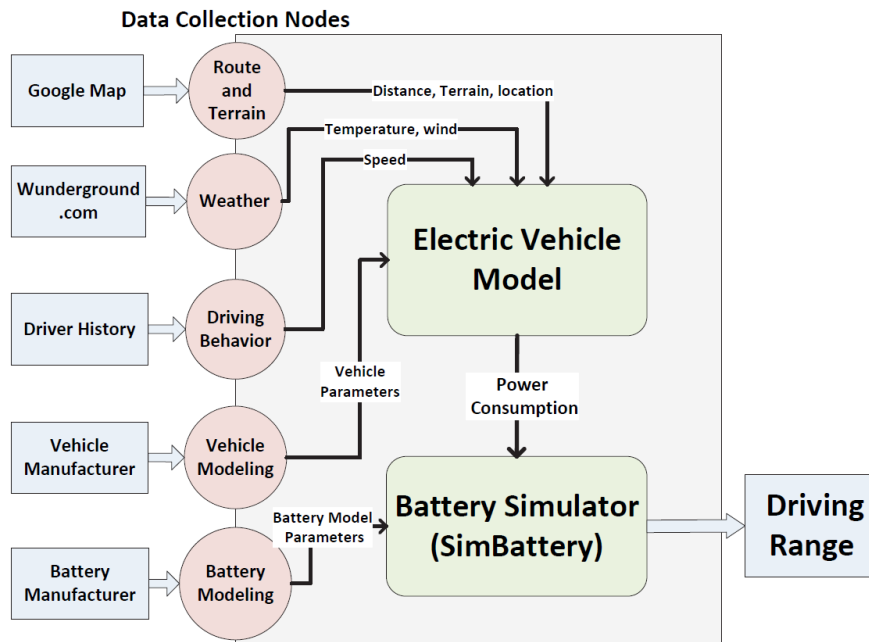 Data Collection Nodes
Google Map
Route
and
Terrain
Distance, Terrain, location
Temperature, wind
Speed
Wunderground
.com
Weather
Electric Vehicle
Model
Driver History
Driving
Behavior
Vehicle
Parameters
Power
Consumption
Vehicle
Manufacturer
Vehicle
Modeling
Battery Model
Parameters
Battery Simulator
(SimBattery)
Driving
Range
Battery
Manufacturer
Battery
Modeling